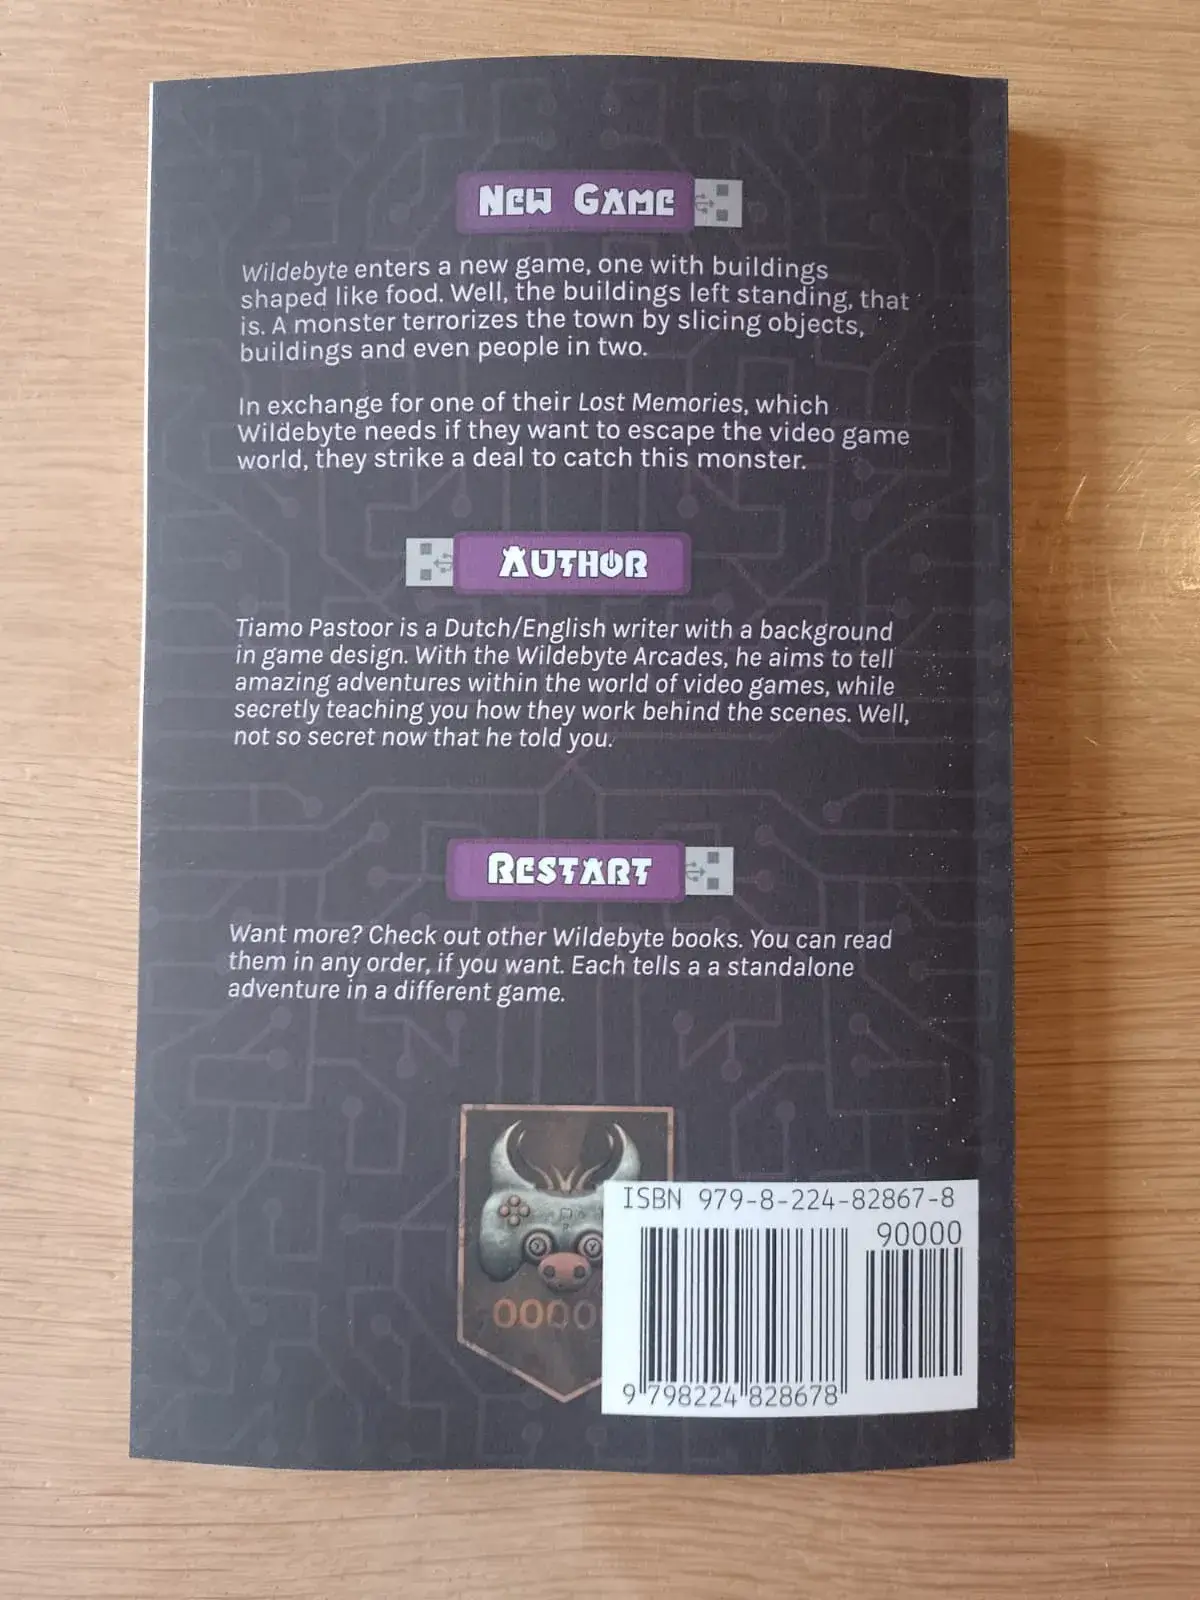 New Game
Wildebyte enters a new game, one with buildings
shaped like food. Well, the buildings left standing, that
is. A monster terrorizes the town by slicing objects,
buildings and even people in two.
In exchange for one of their Lost Memories, which
Wildebyte needs if they want to escape the video game
world, they strike a deal to catch this monster.
Author
Tiamo Pastoor is a Dutch/English writer with a background
in game design. With the Wildebyte Arcades, he aims to tell
amazing adventures within the world of video games, while
secretly teaching you how they work behind the scenes. Well,
not so secret now that he told you.
Restart
Want more? Check out other Wildebyte books. You can read
them in any order, if you want. Each tells a a standalone
adventure in a different game.
ISBN 979-8-224-82867-8
90000
9 798224 828678